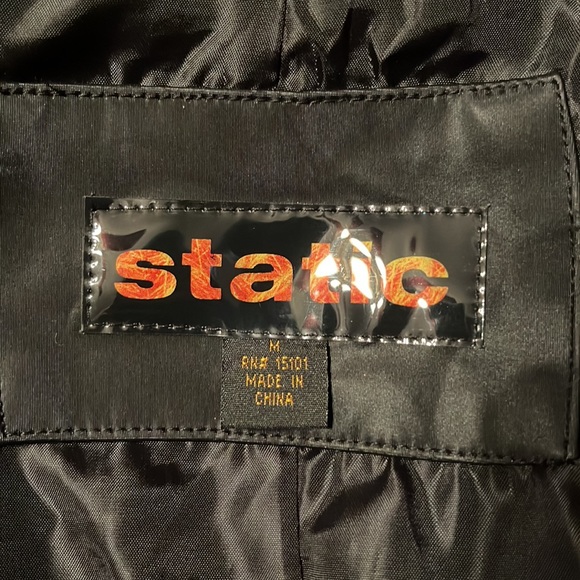 static
M
RN# 15101
MADE IN
CHINA